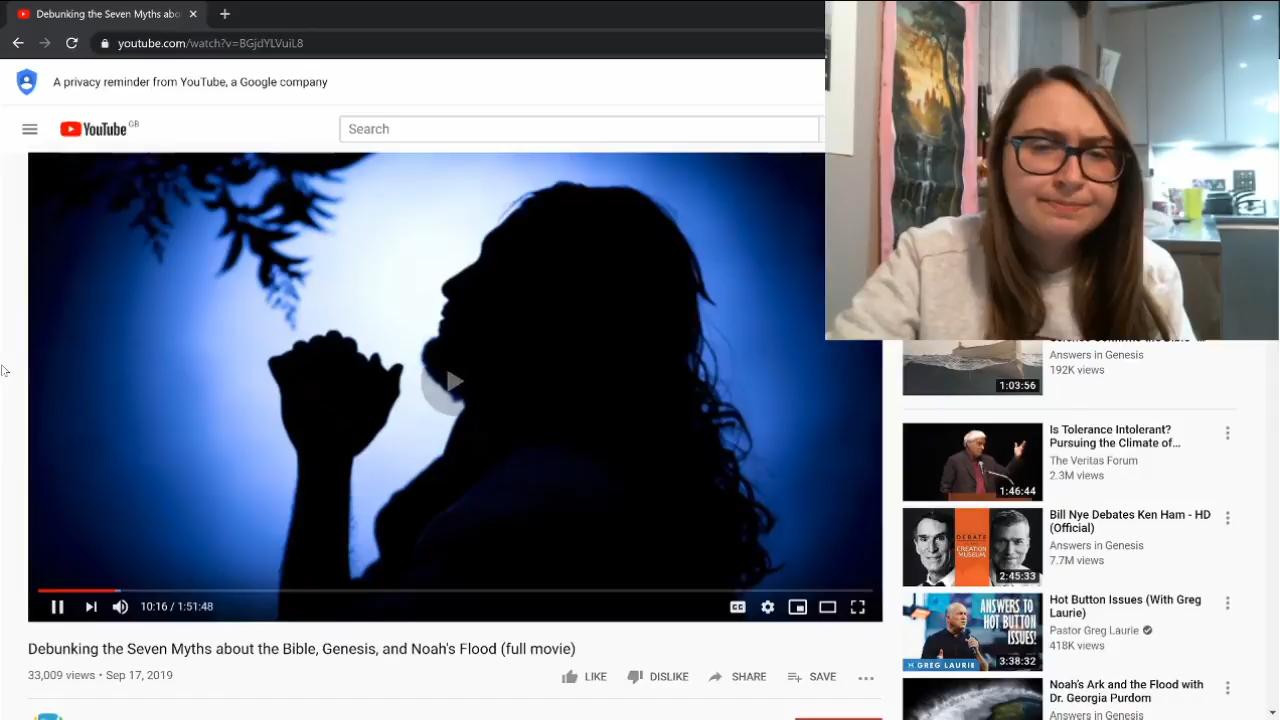 Debunking the Seven Myths abo
youtube.com/watch?v=BGjdYLVuiL8
A privacy reminder from YouTube, a Google company
YouTube GB
Search
10:16 / 1:51:48
CC
Debunking the Seven Myths about the Bible, Genesis, and Noah's Flood (full movie)
33,009 views • Sep 17, 2019
LIKE
DISLIKE
SHARE
SAVE
Answers in Genesis
192K views
1:03:56
Is Tolerance Intolerant?
Pursuing the Climate of...
The Veritas Forum
2.3M views
1:46:44
Bill Nye Debates Ken Ham - HD
(Official)
Answers in Genesis
7.7M views
DEBATE
CREATION
MUSEUM
2:45:33
Hot Button Issues (With Greg
Laurie)
Pastor Greg Laurie
418K views
ANSWERS TO
HOT BUTTON
ISSUES!
GREG LAURIE
3:38:32
Noah's Ark and the Flood with
Dr. Georgia Purdom
Answers in Genesis